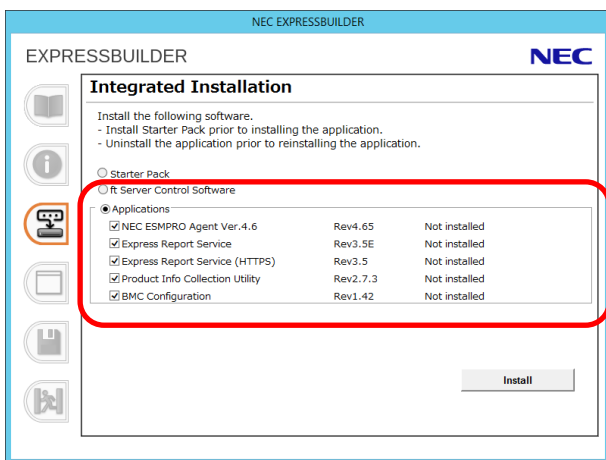 NEC EXPRESSBUILDER
EXPRESSBUILDER NEC
Integrated Installation
Install the following software.
- Install Starter Pack prior to installing the application.
- Uninstall the application prior to reinstalling the application.
Starter Pack
ft Server Control Software
Applications
NEC ESMPRO Agent Ver.4.6 Rev4.65 Not installed
Express Report Service Rev3.5E Not installed
Express Report Service (HTTPS) Rev3.5 Not installed
Product Info Collection Utility Rev2.7.3 Not installed
BMC Configuration Rev1.42 Not installed
Install